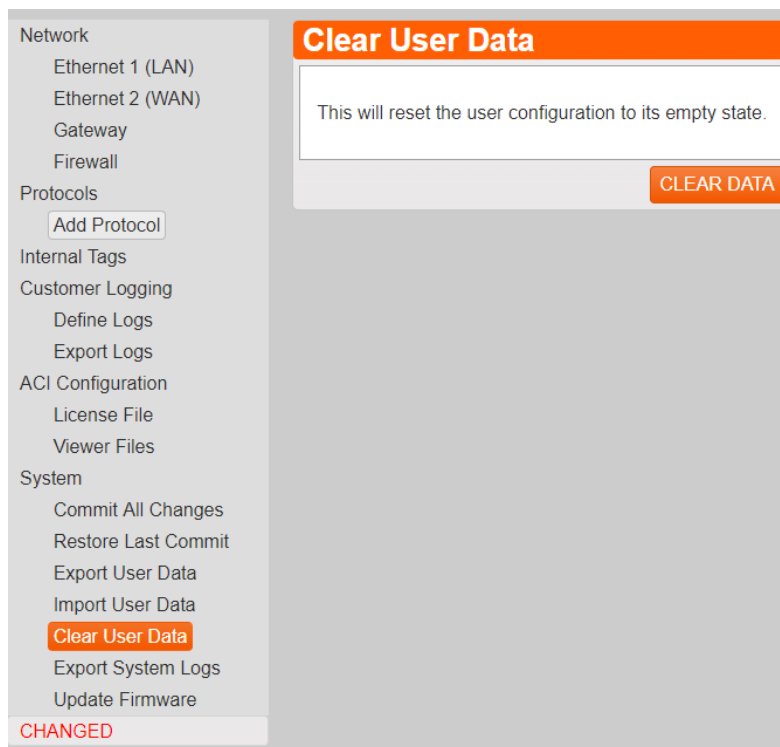 Network
Ethernet 1 (LAN)
Ethernet 2 (WAN)
Gateway
Firewall
Protocols
Add Protocol
Internal Tags
Customer Logging
Define Logs
Export Logs
ACI Configuration
License File
Viewer Files
System
Commit All Changes
Restore Last Commit
Export User Data
Import User Data
Clear User Data
Export System Logs
Update Firmware
CHANGED
Clear User Data
This will reset the user configuration to its empty state.
CLEAR DATA